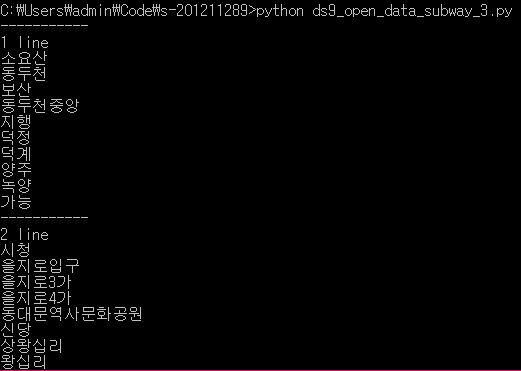 C:\Users\admin\Code\s-201211289>python ds9_open_data_subway_3.py
-----------
1 line
소요산
동두천
보산
동두천중앙
지행
덕정
덕계
양주
녹양
가능
-----------
2 line
시청
을지로입구
을지로3가
을지로4가
동대문역사문화공원
신당
상왕십리
왕십리